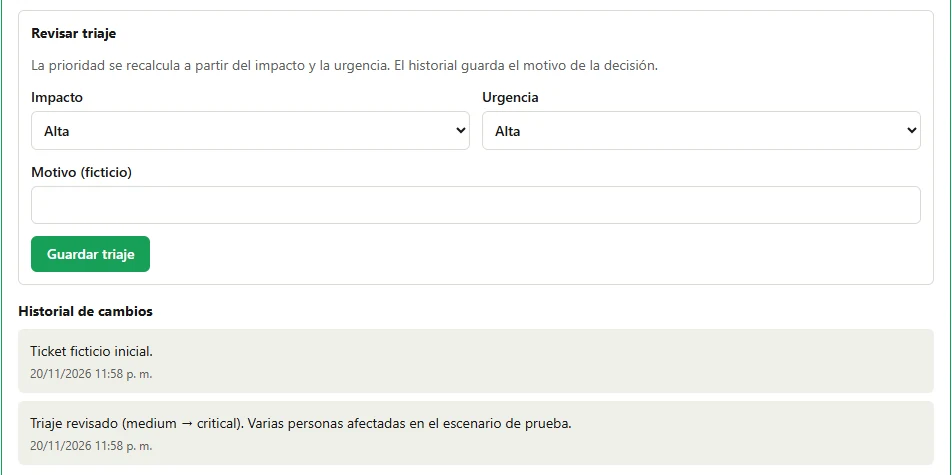 Revisar triaje
La prioridad se recalcula a partir del impacto y la urgencia. El historial guarda el motivo de la decisión.
Impacto
Urgencia
Alta
Alta
Motivo (ficticio)
Guardar triaje
Historial de cambios
Ticket ficticio inicial.
20/11/2026 11:58 p. m.
Triaje revisado (medium → critical). Varias personas afectadas en el escenario de prueba.
20/11/2026 11:58 p. m.